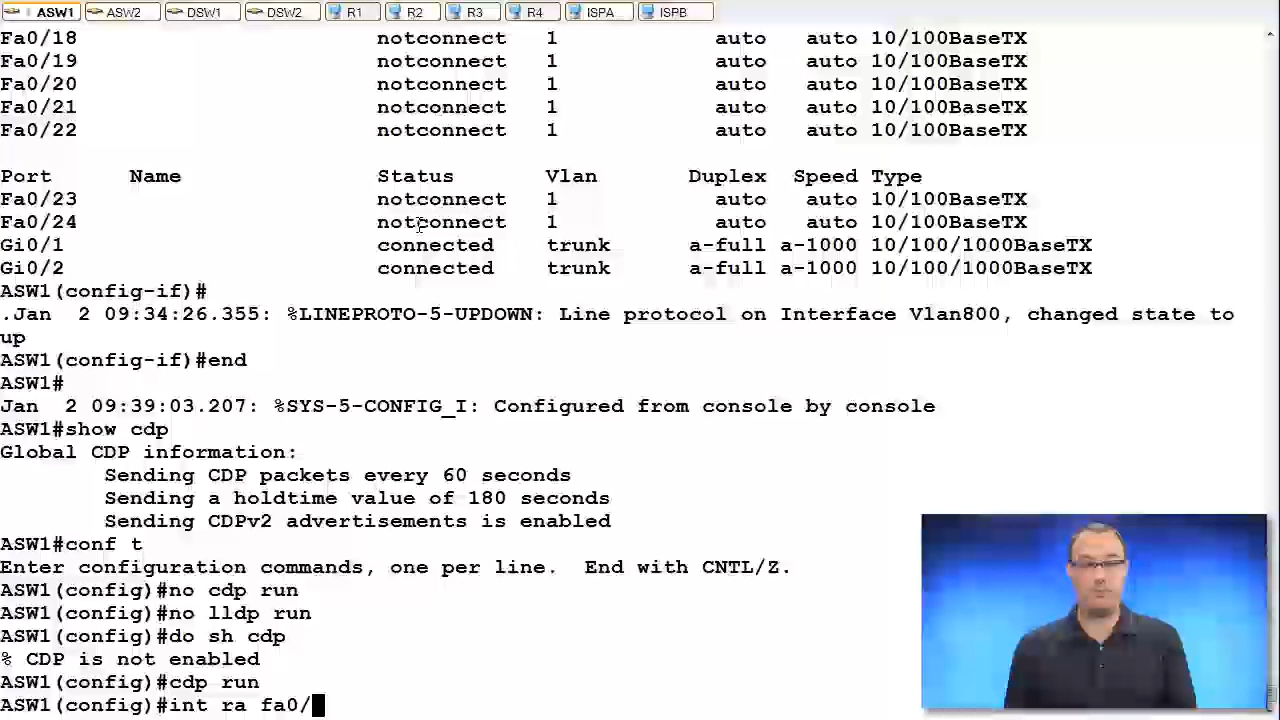 ASW1 ASW2 DSW1 DSW2 R1 R2 R3 R4 ISPA ISPB
Fa0/18 notconnect 1 auto auto 10/100BaseTX
Fa0/19 notconnect 1 auto auto 10/100BaseTX
Fa0/20 notconnect 1 auto auto 10/100BaseTX
Fa0/21 notconnect 1 auto auto 10/100BaseTX
Fa0/22 notconnect 1 auto auto 10/100BaseTX
Port Name Status Vlan Duplex Speed Type
Fa0/23 notconnect 1 auto auto 10/100BaseTX
Fa0/24 notconnect 1 auto auto 10/100BaseTX
Gi0/1 connected trunk a-full a-1000 10/100/1000BaseTX
Gi0/2 connected trunk a-full a-1000 10/100/1000BaseTX
ASW1(config-if)#
.Jan  2 09:34:26.355: %LINEPROTO-5-UPDOWN: Line protocol on Interface Vlan800, changed state to
up
ASW1(config-if)#end
ASW1#
Jan  2 09:39:03.207: %SYS-5-CONFIG_I: Configured from console by console
ASW1#show cdp
Global CDP information:
Sending CDP packets every 60 seconds
Sending a holdtime value of 180 seconds
Sending CDPv2 advertisements is enabled
ASW1#conf t
Enter configuration commands, one per line.  End with CNTL/Z.
ASW1(config)#no cdp run
ASW1(config)#no lldp run
ASW1(config)#do sh cdp
% CDP is not enabled
ASW1(config)#cdp run
ASW1(config)#int ra fa0/